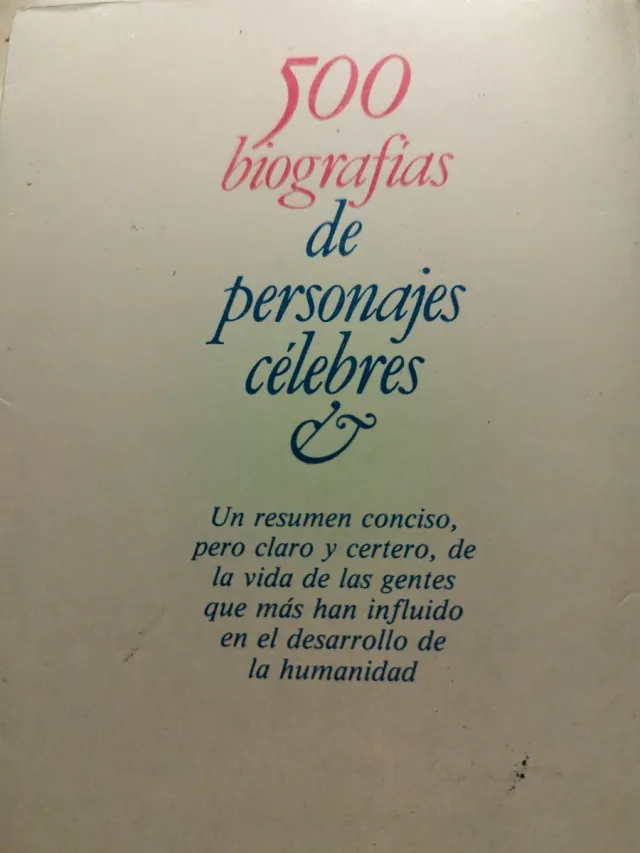 500
biografías
de
personajes
célebres
&
Un resumen conciso,
pero claro y certero, de
la vida de las gentes
que más han influido
en el desarrollo de
la humanidad